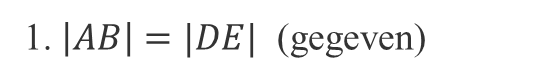 1. |AB| = |DE| (gegeven)